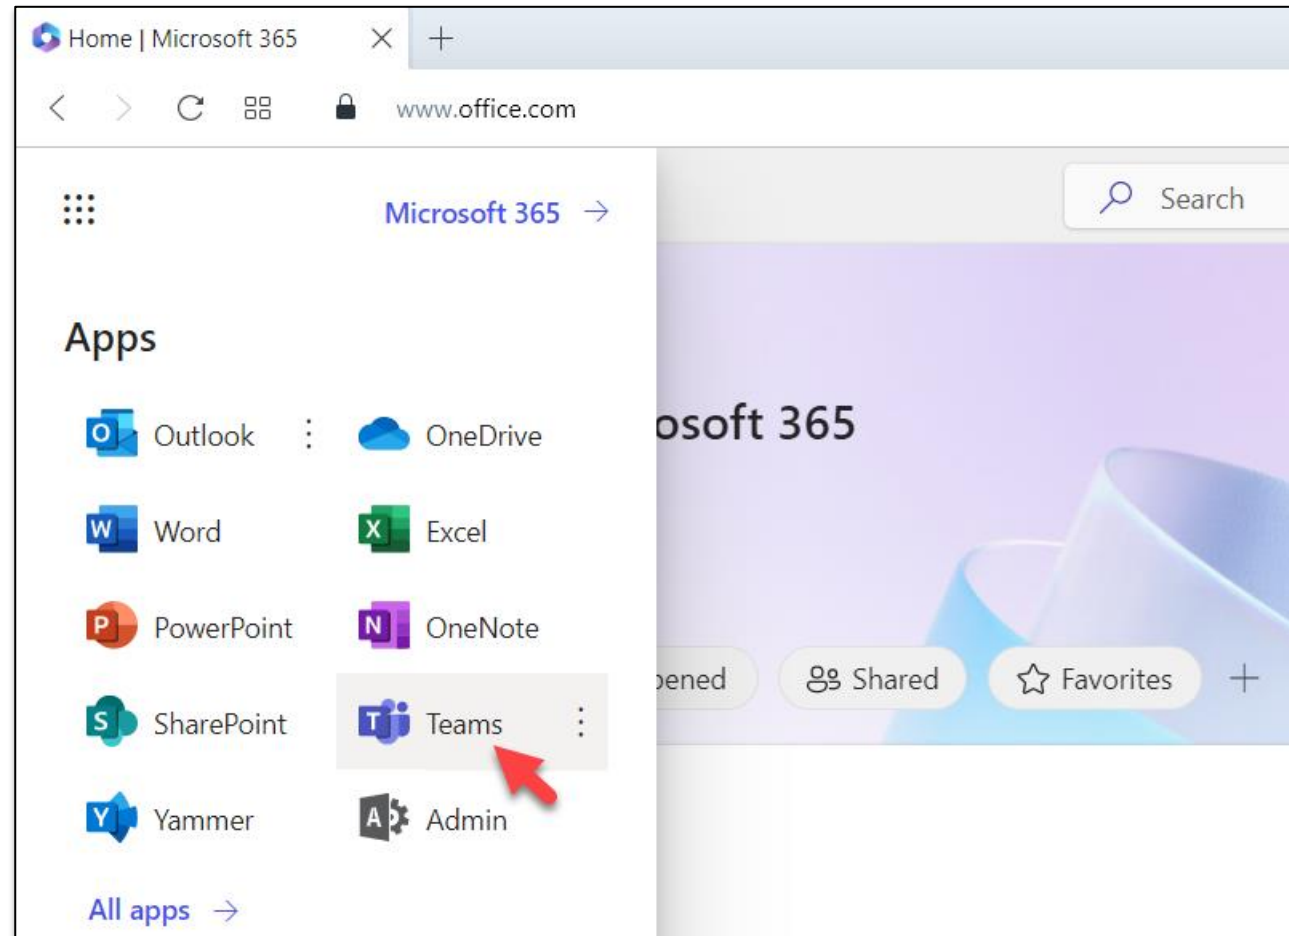 Home | Microsoft 365
www.office.com
Microsoft 365
Search
Apps
osoft 365
Outlook
OneDrive
Word
Excel
PowerPoint
OneNote
pened
Shared
Favorites
SharePoint
Teams
Yammer
Admin
All apps